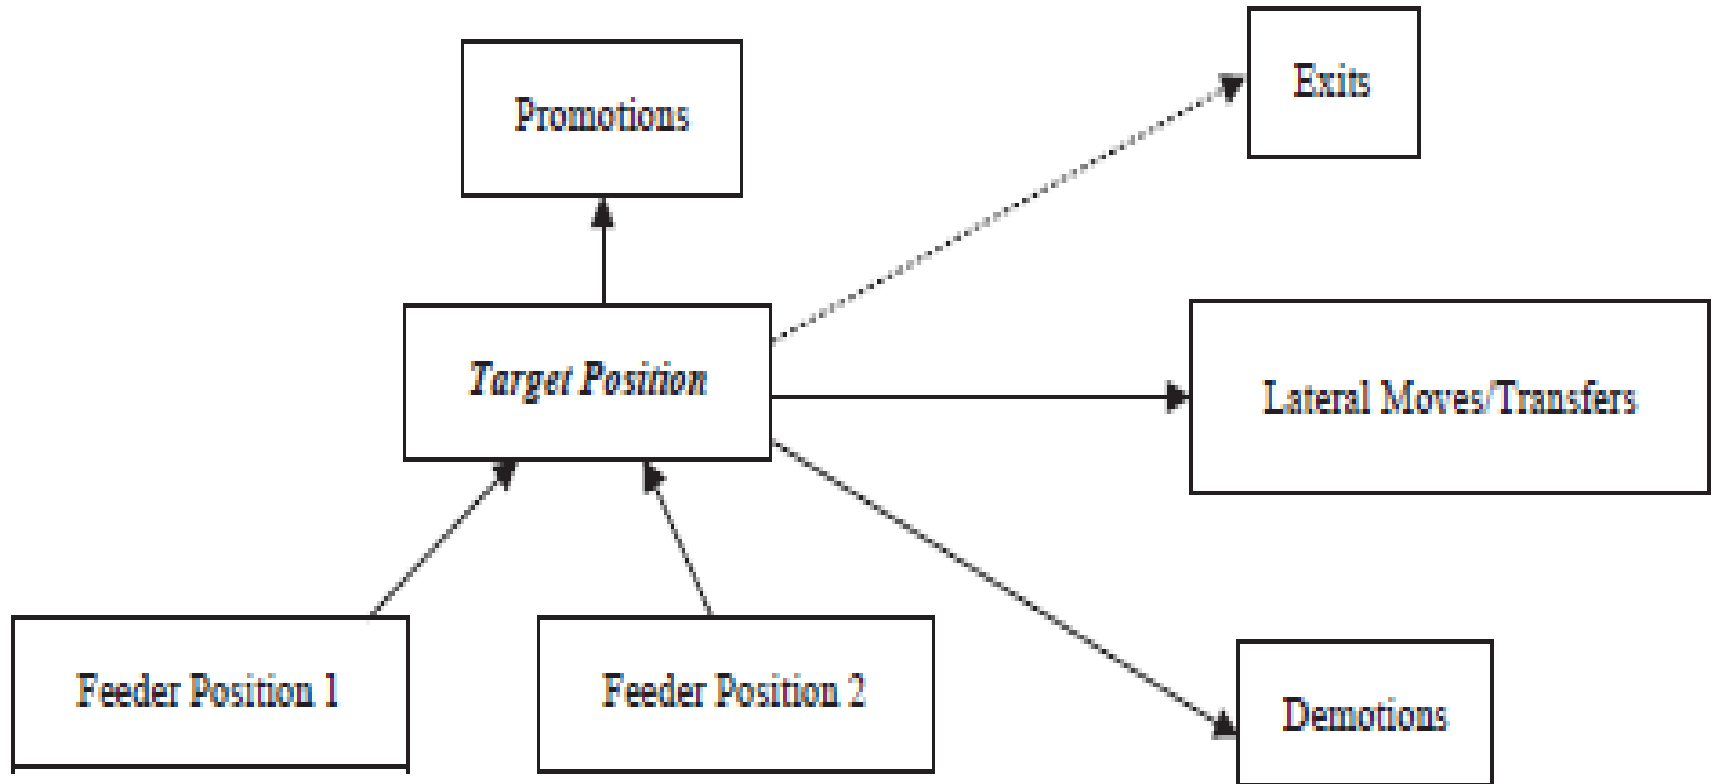 Promotions
Exits
Target Position
Lateral Moves/Transfers
Feeder Position 1
Feeder Position 2
Demotions